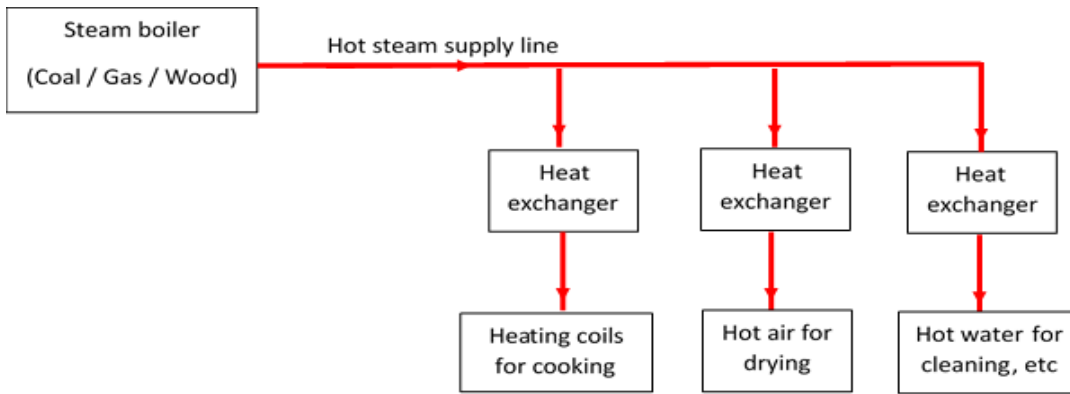 Steam boiler
(Coal / Gas / Wood)
Hot steam supply line
Heat
exchanger
Heat
exchanger
Heat
exchanger
Heating coils
for cooking
Hot air for
drying
Hot water for
cleaning, etc